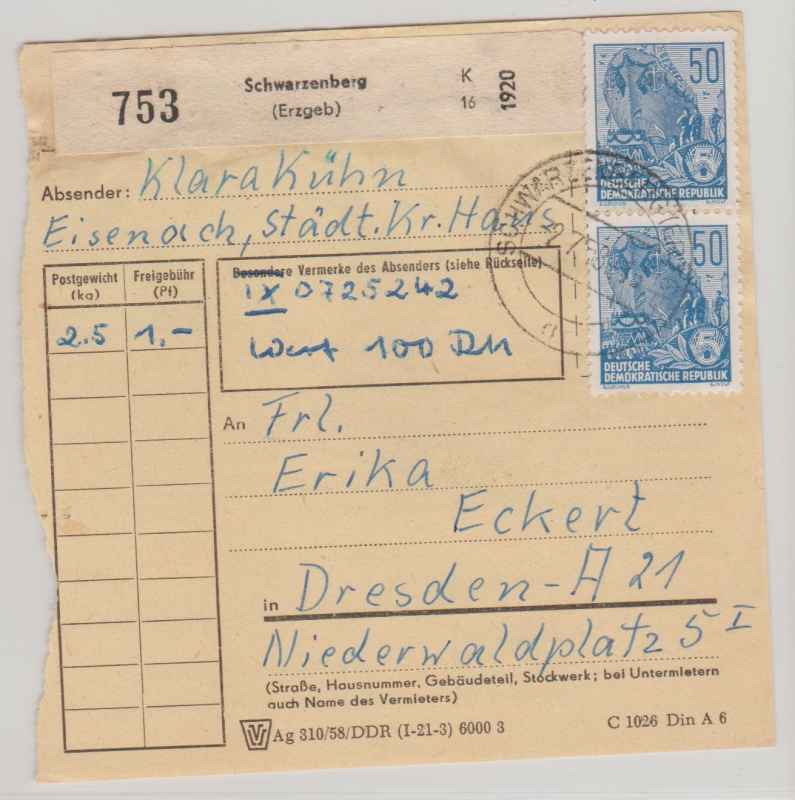 753
Schwarzenberg
(Erzgeb)
K
16
1920
50
5
DEUTSCHE
DEMOKRATISCHE REPUBLIK
50
5
DEUTSCHE
DEMOKRATISCHE REPUBLIK
Absender: Klara Kühn
Eisenach, Städt. Kr. Haus
Postgewicht
(kg)
Freigebühr
(Pf)
2.5
1.-
Besondere Vermerke des Absenders (siehe Rückseite)
IX 0725242
Wert 100 DM
An Frl.
Erika
Eckert
in Dresden-A 21
Niederwaldplatz 5 I
(Straße, Hausnummer, Gebäudeteil, Stockwerk; bei Untermietern
auch Name des Vermieters)
Ag 310/58/DDR (I-21-3) 6000 3
C 1026 Din A 6